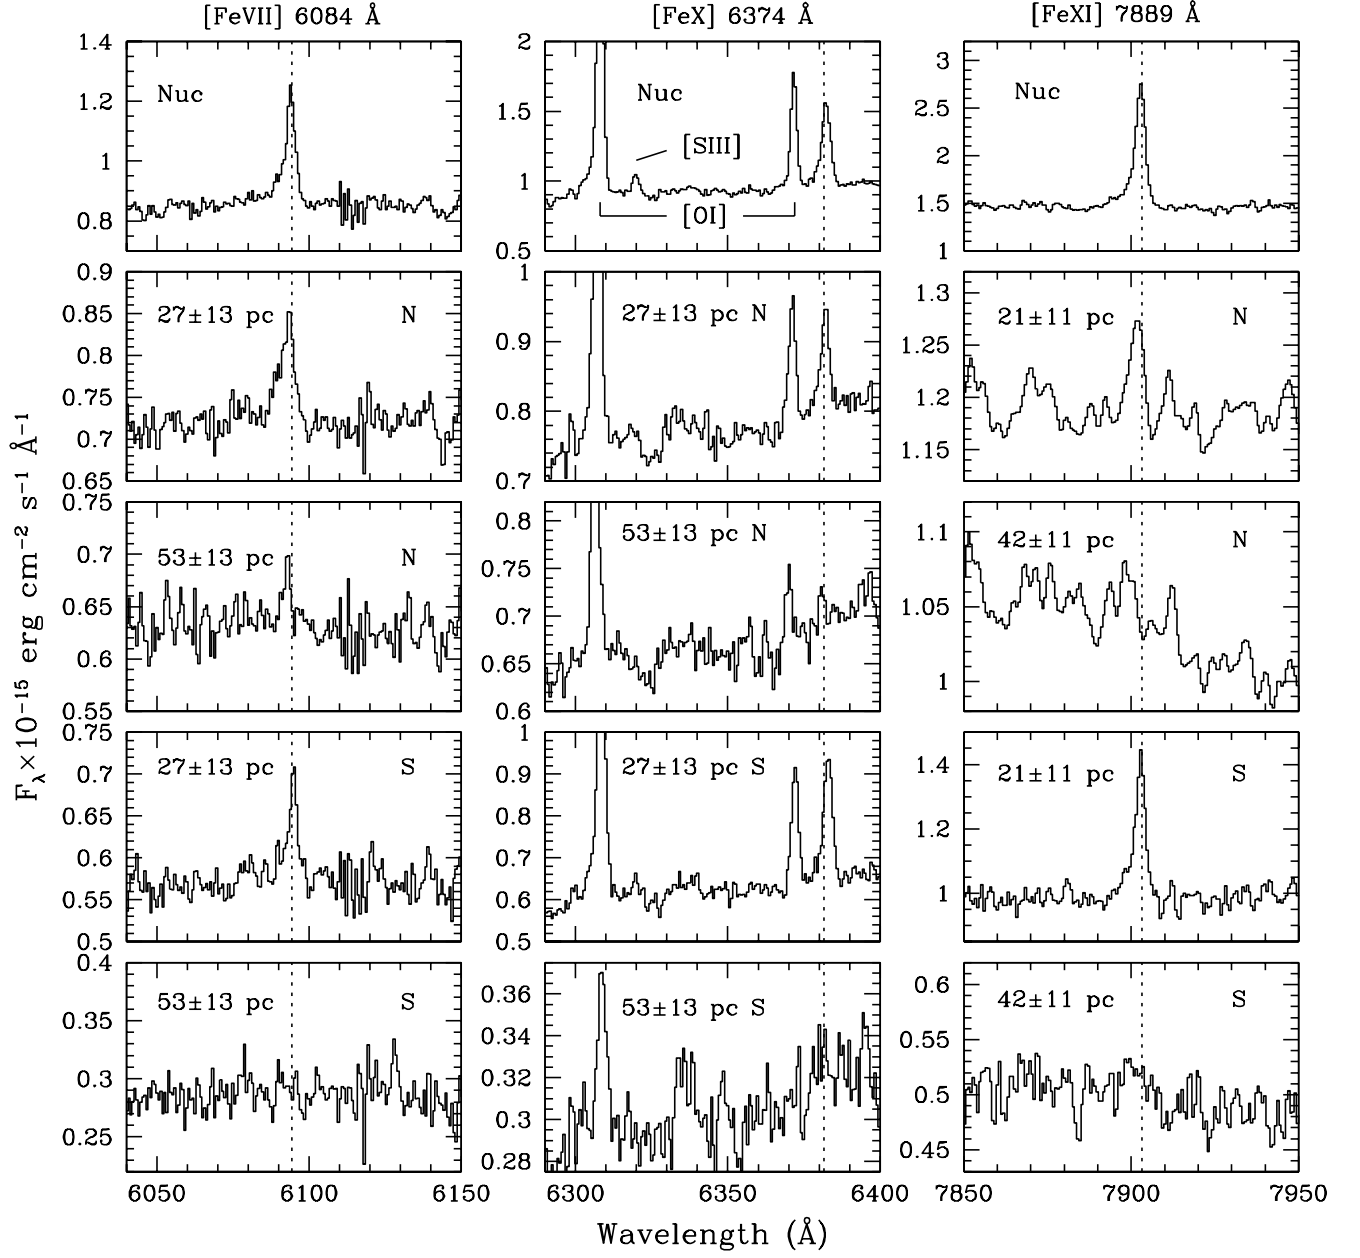 [FeVII] 6084 Å [FeX] 6374 Å [FeXI] 7889 Å
1.4 1.2 1 0.8 Nuc
2 1.5 1 0.5 Nuc [SIII] [OI]
3 2.5 2 1.5 1 Nuc
0.9 0.85 0.8 0.75 0.7 0.65 27±13 pc N
1 0.9 0.8 0.7 27±13 pc N
1.3 1.25 1.2 1.15 21±11 pc N
0.75 0.7 0.65 0.6 0.55 53±13 pc N
0.8 0.75 0.7 0.65 0.6 53±13 pc N
1.1 1.05 1 42±11 pc N
0.75 0.7 0.65 0.6 0.55 0.5 27±13 pc S
1 0.9 0.8 0.7 0.6 0.5 27±13 pc S
1.4 1.2 1 21±11 pc S
0.4 0.35 0.3 0.25 53±13 pc S
0.36 0.34 0.32 0.3 0.28 53±13 pc S
0.6 0.55 0.5 0.45 42±11 pc S
6050 6100 6150 6300 6350 6400 7850 7900 7950
Wavelength (Å)
Fλ×10⁻¹⁵ erg cm⁻² s⁻¹ Å⁻¹